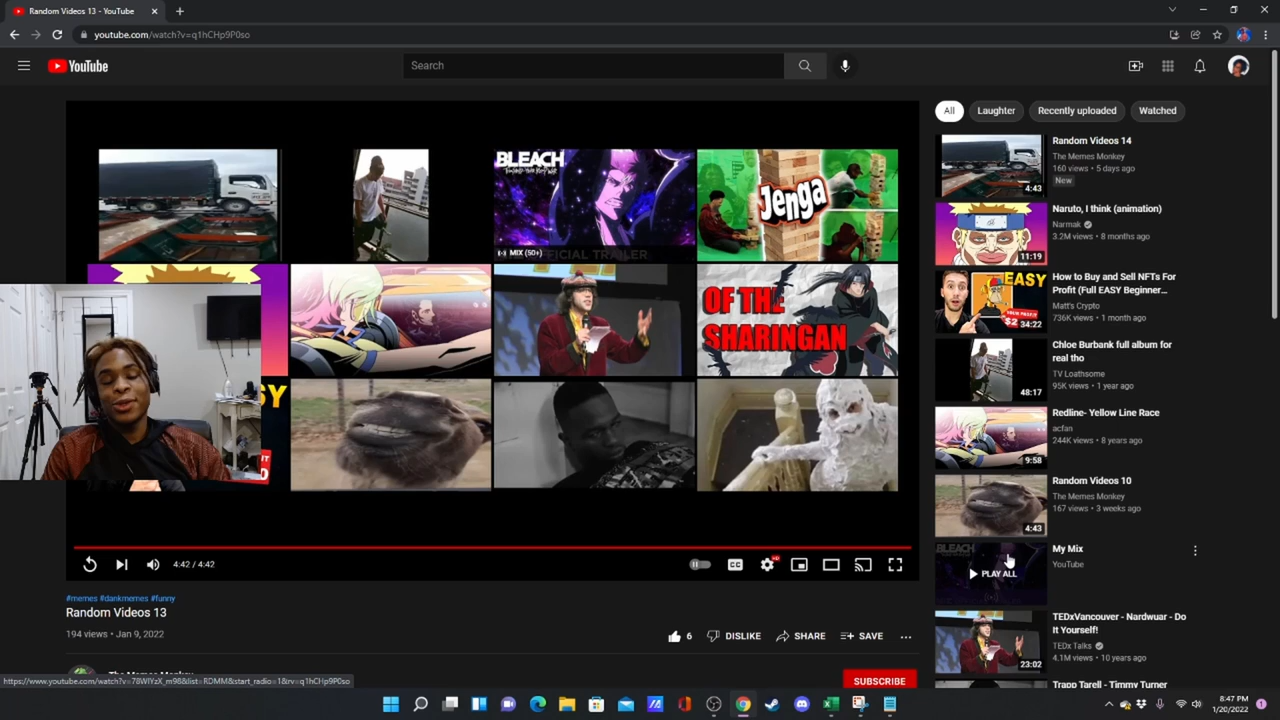 Random Videos 13 - YouTube
youtube.com/watch?v=q1hCHp9P0so
YouTube
Search
All
Laughter
Recently uploaded
Watched
BLEACH
MIX (50+)
OFFICIAL TRAILER
Jenga
OF THE
SHARINGAN
4:42 / 4:42
CC
HD
#memes #dankmemes #funny
Random Videos 13
194 views • Jan 9, 2022
6
DISLIKE
SHARE
SAVE
SUBSCRIBE
Random Videos 14
The Memes Monkey
160 views • 5 days ago
New
4:43
Naruto, I think (animation)
Narmak
3.2M views • 8 months ago
11:19
How to Buy and Sell NFTs For
Profit (Full EASY Beginner...
Matt's Crypto
736K views • 1 month ago
EASY
34:22
Chloe Burbank full album for
real tho
TV Loathsome
95K views • 1 year ago
48:17
Redline- Yellow Line Race
acfan
244K views • 8 years ago
9:58
Random Videos 10
The Memes Monkey
167 views • 3 weeks ago
4:43
My Mix
YouTube
BLEACH
PLAY ALL
TEDxVancouver - Nardwuar - Do
It Yourself!
TEDx Talks
4.1M views • 10 years ago
23:02
Trapp Tarell - Timmy Turner
The Memes Monkey
https://www.youtube.com/watch?v=78WIYzX_m98&list=RDMM&start_radio=1&rv=q1hCHp9P0so
8:47 PM
1/20/2022